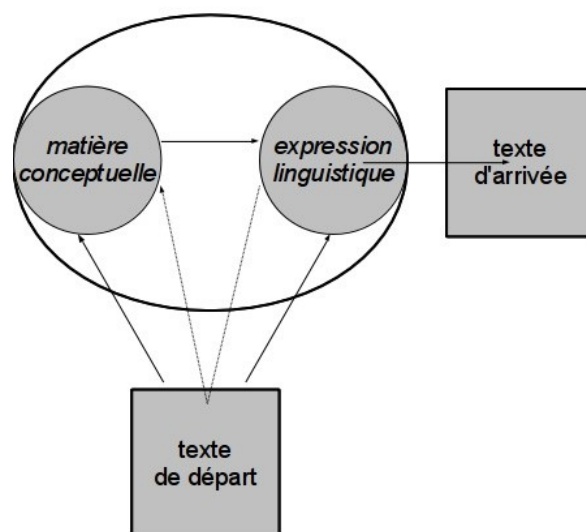 matière
conceptuelle
expression
linguistique
texte
d'arrivée
texte
de départ